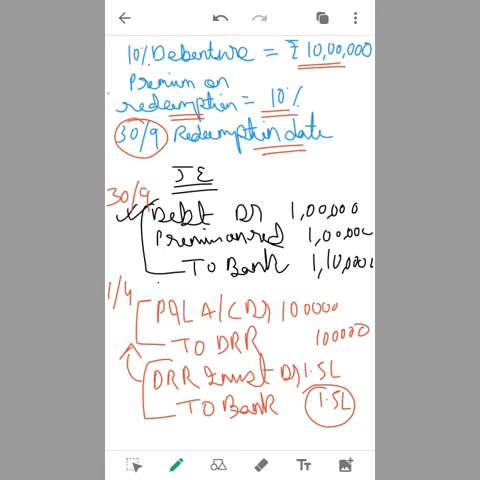 10% Debenture = ₹ 10,00,000
Premium on
redemption = 10%
30/9 Redemption date
JE
30/9
Debt Dr 1,00,000
Premium on red 1,00,000
To Bank 1,10,000
1/4
P&L A/C Dr 100000
To DRR 100000
DRR Invst Dr 1.5L
To Bank 1.5L
Tт